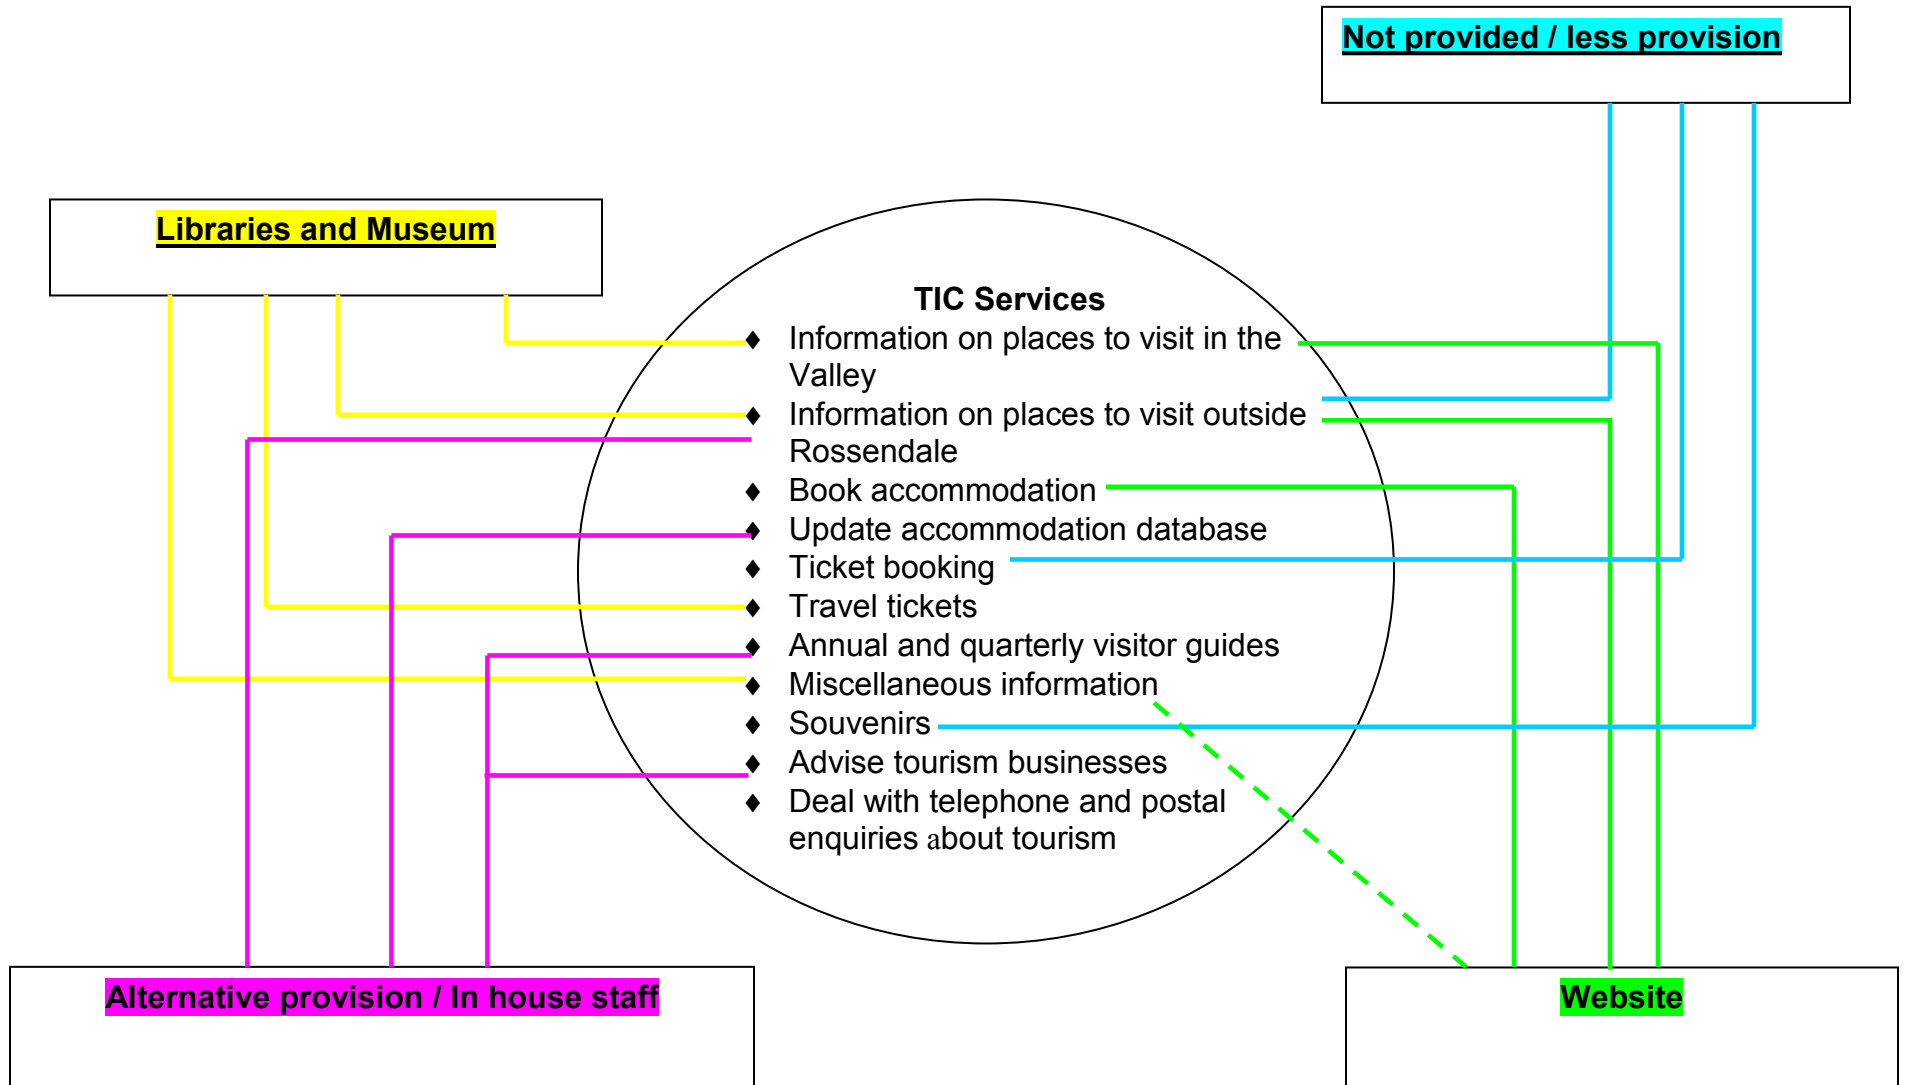 Not provided / less provision
Libraries and Museum
TIC Services
♦ Information on places to visit in the
Valley
♦ Information on places to visit outside
Rossendale
♦ Book accommodation
♦ Update accommodation database
♦ Ticket booking
♦ Travel tickets
♦ Annual and quarterly visitor guides
♦ Miscellaneous information
♦ Souvenirs
♦ Advise tourism businesses
♦ Deal with telephone and postal
enquiries about tourism
Alternative provision / In house staff
Website